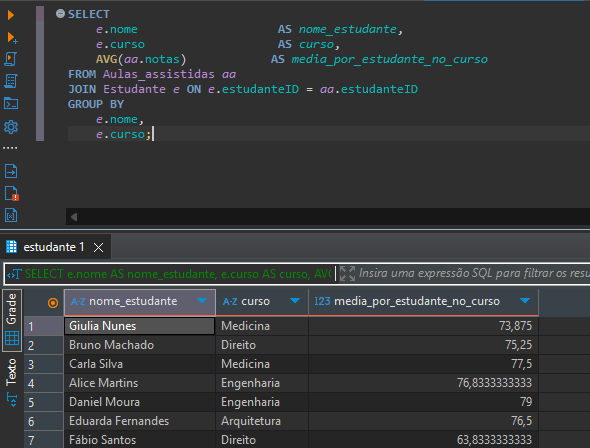 SELECT
e.nome AS nome_estudante,
e.curso AS curso,
AVG(aa.notas) AS media_por_estudante_no_curso
FROM Aulas_assistidas aa
JOIN Estudante e ON e.estudanteID = aa.estudanteID
GROUP BY
e.nome,
e.curso;
estudante 1
SELECT e.nome AS nome_estudante, e.curso AS curso, AV Insira uma expressão SQL para filtrar os resu
Grade
Texto
A-Z nome_estudante A-Z curso 123 media_por_estudante_no_curso
1 Giulia Nunes Medicina 73,875
2 Bruno Machado Direito 75,25
3 Carla Silva Medicina 77,5
4 Alice Martins Engenharia 76,8333333333
5 Daniel Moura Engenharia 79
6 Eduarda Fernandes Arquitetura 76,5
7 Fábio Santos Direito 63,8333333333